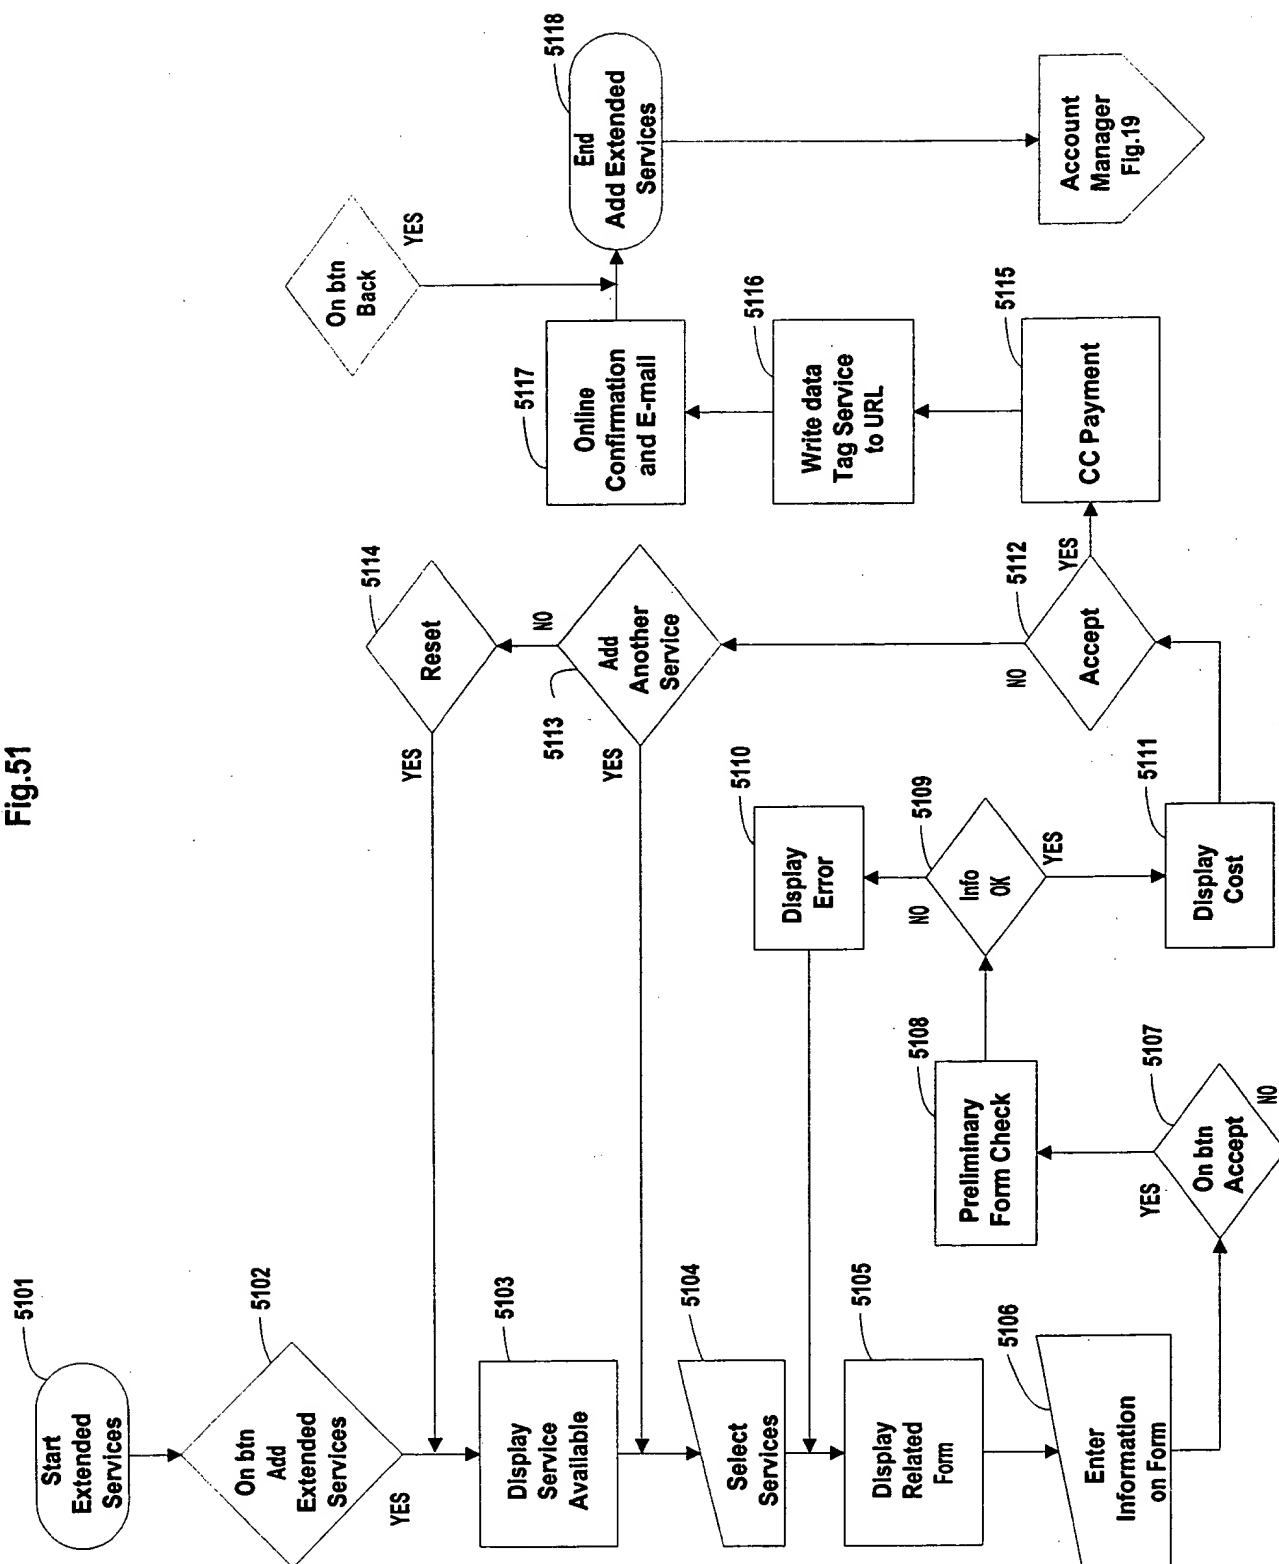 Fig.51
5101
Start
Extended
Services
5102
On btn
Add
Extended
Services
YES
5103
Display
Service
Available
5104
Select
Services
5105
Display
Related
Form
5106
Enter
Information
on Form
5107
On btn
Accept
YES
NO
5108
Preliminary
Form Check
5109
Info
OK
NO
YES
5110
Display
Error
5111
Display
Cost
5112
Accept
NO
YES
5113
Add
Another
Service
YES
NO
5114
Reset
YES
5115
CC Payment
5116
Write data
Tag Service
to URL
5117
Online
Confirmation
and E-mail
On btn
Back
YES
5118
End
Add Extended
Services
Account
Manager
Fig.19